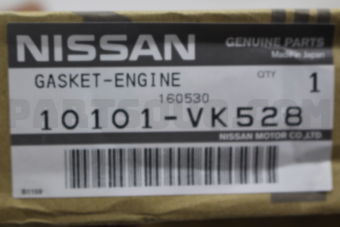 NISSAN
GENUINE PARTS
Made in Japan
GASKET-ENGINE
QTY
1
160530
10101-VK528
NISSAN MOTOR CO.,LTD.